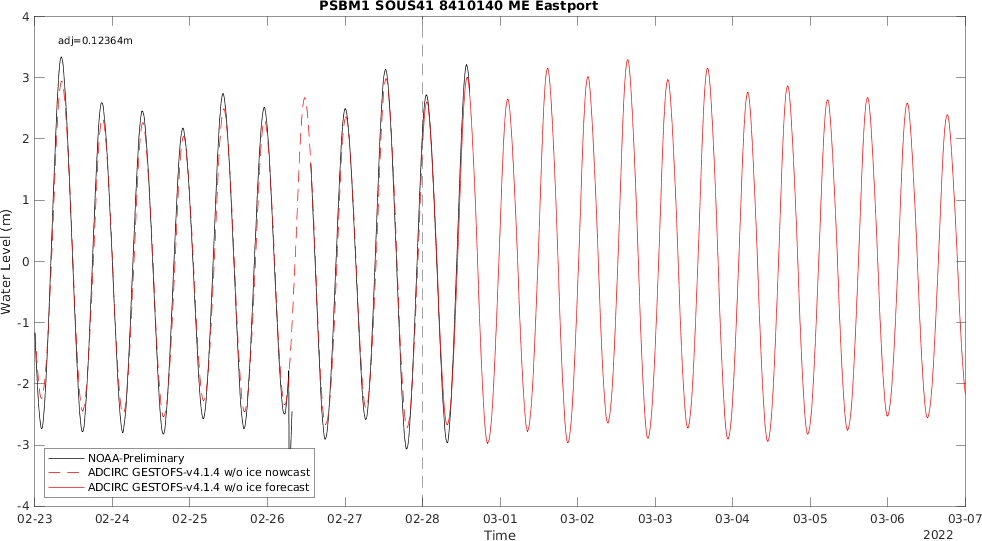 PSBM1 SOUS41 8410140 ME Eastport
adj=0.12364m
Water Level (m)
4
3
2
1
0
-1
-2
-3
-4
NOAA-Preliminary
ADCIRC GESTOFS-v4.1.4 w/o ice nowcast
ADCIRC GESTOFS-v4.1.4 w/o ice forecast
02-23 02-24 02-25 02-26 02-27 02-28 03-01 03-02 03-03 03-04 03-05 03-06 03-07
Time
2022